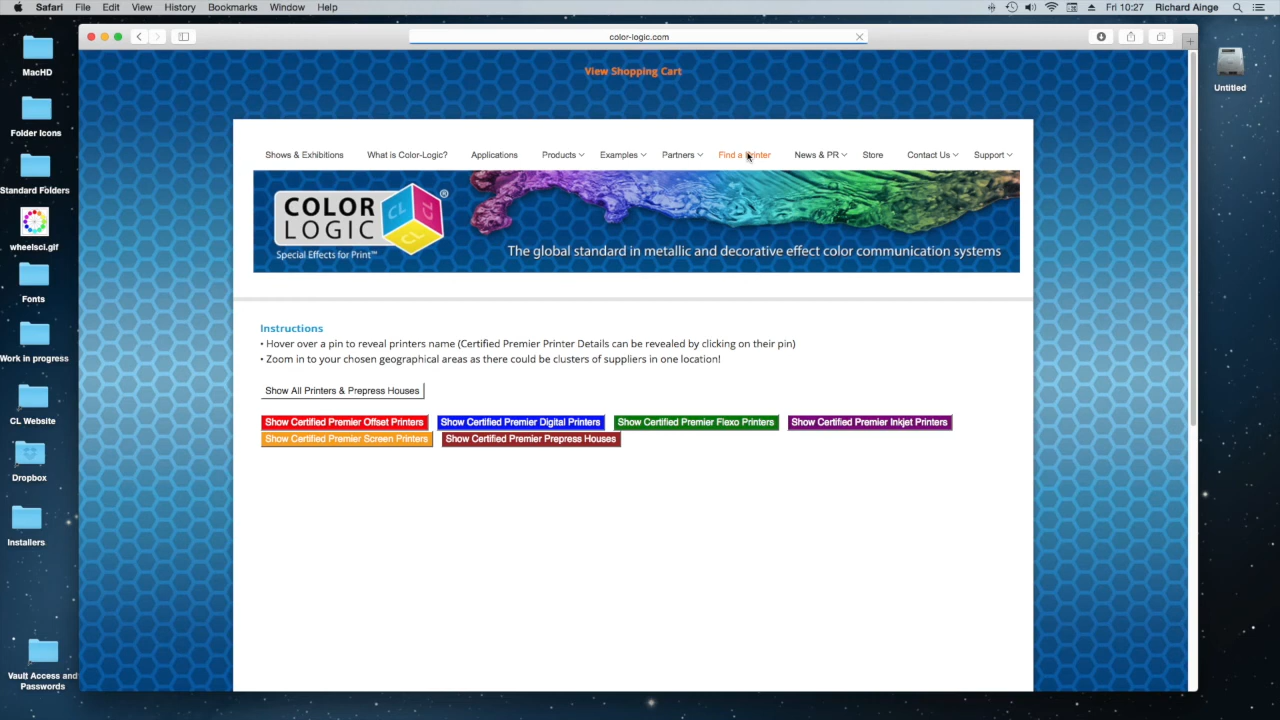 Safari File Edit View History Bookmarks Window Help Fri 10:27 Richard Ainge
color-logic.com
MacHD
Folder Icons
Standard Folders
wheelsci.gif
Fonts
Work in progress
CL Website
Dropbox
Installers
Vault Access and
Passwords
Untitled
View Shopping Cart
Shows & Exhibitions What is Color-Logic? Applications Products Examples Partners Find a Printer News & PR Store Contact Us Support
COLOR
LOGIC
CL CL CL
®
Special Effects for Print™
The global standard in metallic and decorative effect color communication systems
Instructions
• Hover over a pin to reveal printers name (Certified Premier Printer Details can be revealed by clicking on their pin)
• Zoom in to your chosen geographical areas as there could be clusters of suppliers in one location!
Show All Printers & Prepress Houses
Show Certified Premier Offset Printers Show Certified Premier Digital Printers Show Certified Premier Flexo Printers Show Certified Premier Inkjet Printers
Show Certified Premier Screen Printers Show Certified Premier Prepress Houses